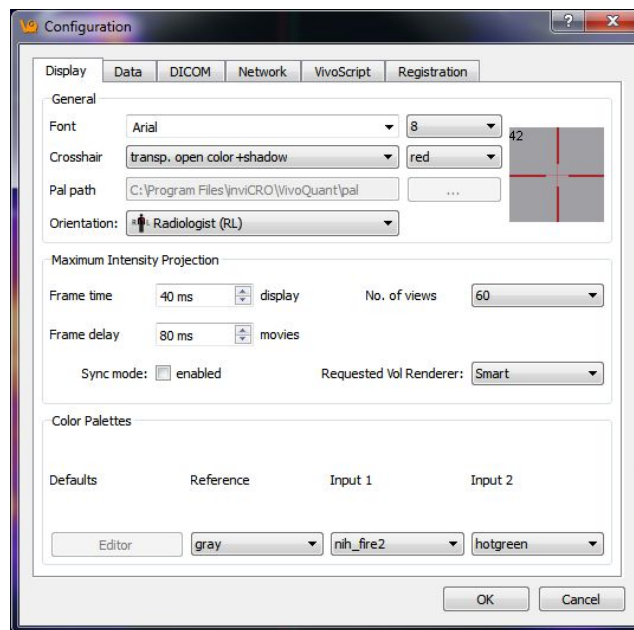 VQ Configuration
Display Data DICOM Network VivoScript Registration
General
Font Arial 8
42
Crosshair transp. open color+shadow red
Pal path C:\Program Files\inviCRO\VivoQuant\pal ...
Orientation: R L Radiologist (RL)
Maximum Intensity Projection
Frame time 40 ms display No. of views 60
Frame delay 80 ms movies
Sync mode: enabled Requested Vol Renderer: Smart
Color Palettes
Defaults Reference Input 1 Input 2
Editor gray nih_fire2 hotgreen
OK Cancel